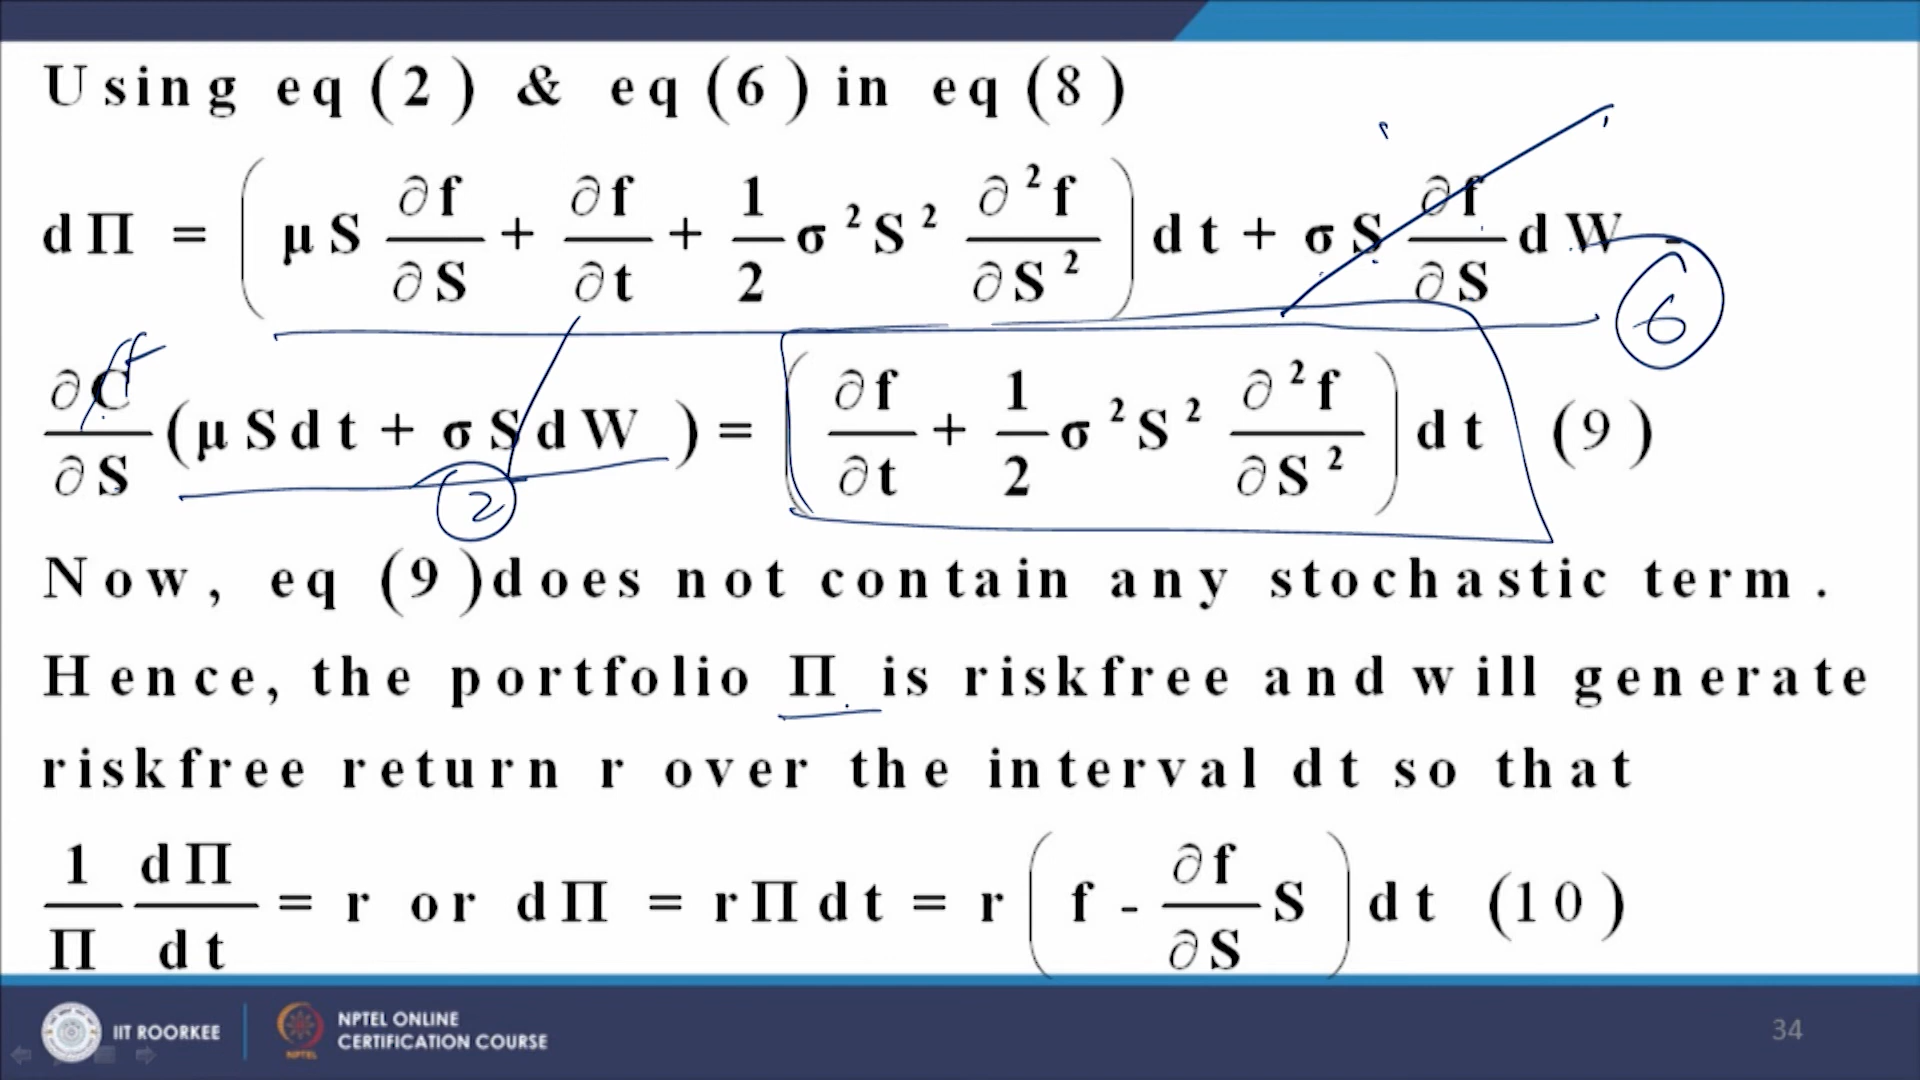 Using eq (2) & eq (6) in eq (8)
dΠ = ( μS ∂f/∂S + ∂f/∂t + 1/2 σ²S² ∂²f/∂S² ) dt + σS ∂f/∂S dW -
6
∂C/∂S (μSdt + σSdW) = ( ∂f/∂t + 1/2 σ²S² ∂²f/∂S² ) dt (9)
f
2
Now, eq (9) does not contain any stochastic term.
Hence, the portfolio Π is riskfree and will generate
riskfree return r over the interval dt so that
1/Π dΠ/dt = r or dΠ = rΠdt = r ( f - ∂f/∂S S ) dt (10)
IIT ROORKEE
NPTEL
NPTEL ONLINE
CERTIFICATION COURSE
34